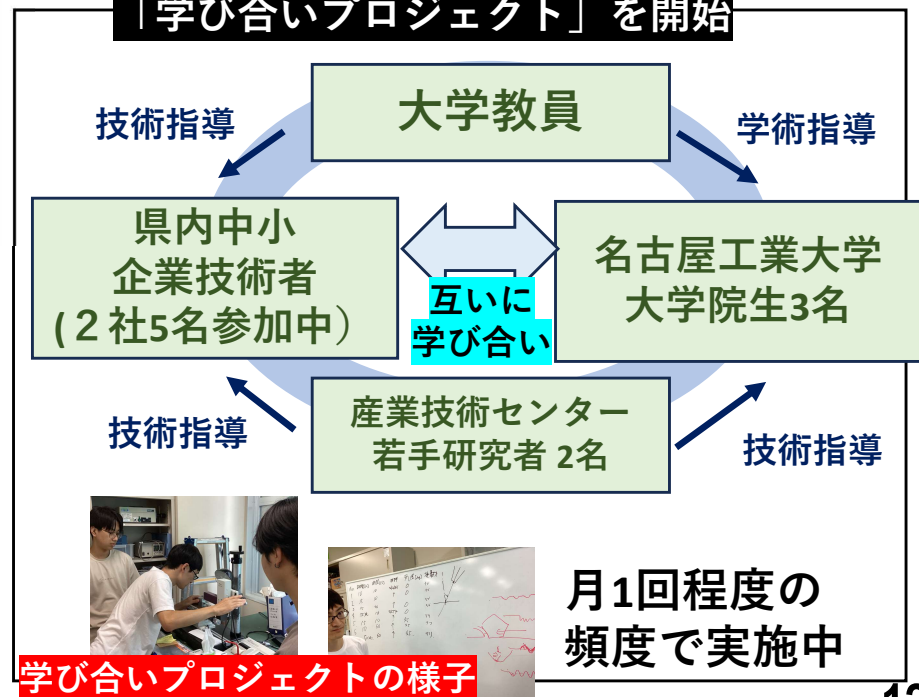 「学び合いプロジェクト」を開始
大学教員
技術指導
学術指導
県内中小
企業技術者
(２社5名参加中）
名古屋工業大学
大学院生3名
互いに
学び合い
産業技術センター
若手研究者 2名
技術指導
技術指導
月1回程度の
頻度で実施中
学び合いプロジェクトの様子